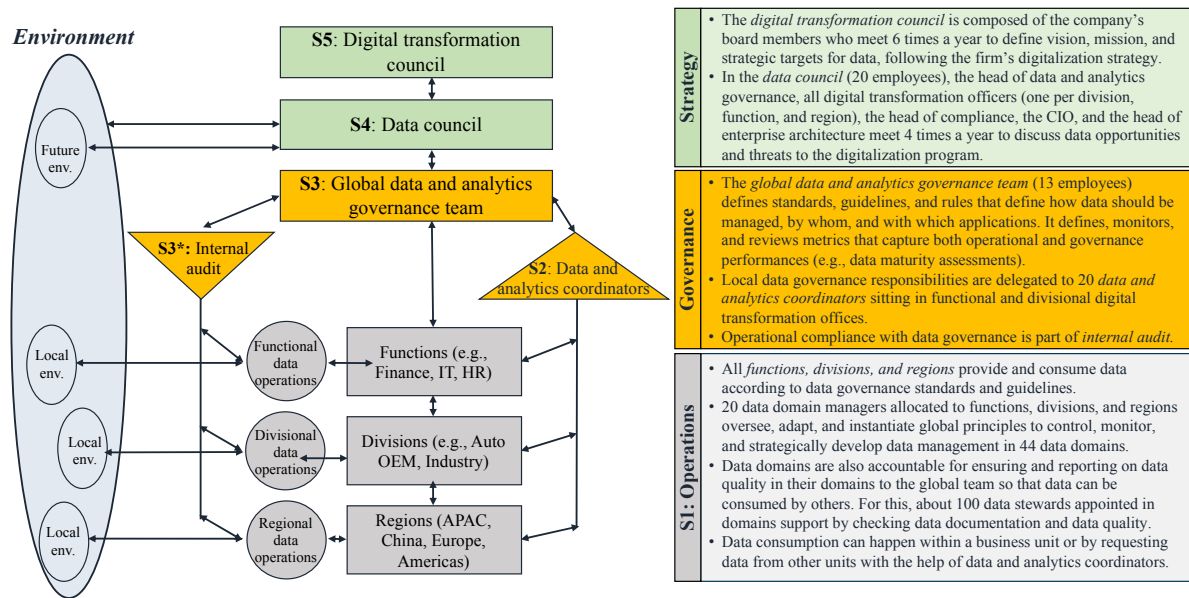 Environment
S5: Digital transformation
council
S4: Data council
Future
env.
S3: Global data and analytics
governance team
S3*: Internal
audit
S2: Data and
analytics coordinators
Local
env.
Functional
data
operations
Functions (e.g.,
Finance, IT, HR)
Local
env.
Divisional
data
operations
Divisions (e.g., Auto
OEM, Industry)
Local
env.
Regional
data
operations
Regions (APAC,
China, Europe,
Americas)
Strategy
• The digital transformation council is composed of the company’s
board members who meet 6 times a year to define vision, mission, and
strategic targets for data, following the firm’s digitalization strategy.
• In the data council (20 employees), the head of data and analytics
governance, all digital transformation officers (one per division,
function, and region), the head of compliance, the CIO, and the head of
enterprise architecture meet 4 times a year to discuss data opportunities
and threats to the digitalization program.
Governance
• The global data and analytics governance team (13 employees)
defines standards, guidelines, and rules that define how data should be
managed, by whom, and with which applications. It defines, monitors,
and reviews metrics that capture both operational and governance
performances (e.g., data maturity assessments).
• Local data governance responsibilities are delegated to 20 data and
analytics coordinators sitting in functional and divisional digital
transformation offices.
• Operational compliance with data governance is part of internal audit.
S1: Operations
• All functions, divisions, and regions provide and consume data
according to data governance standards and guidelines.
• 20 data domain managers allocated to functions, divisions, and regions
oversee, adapt, and instantiate global principles to control, monitor,
and strategically develop data management in 44 data domains.
• Data domains are also accountable for ensuring and reporting on data
quality in their domains to the global team so that data can be
consumed by others. For this, about 100 data stewards appointed in
domains support by checking data documentation and data quality.
• Data consumption can happen within a business unit or by requesting
data from other units with the help of data and analytics coordinators.